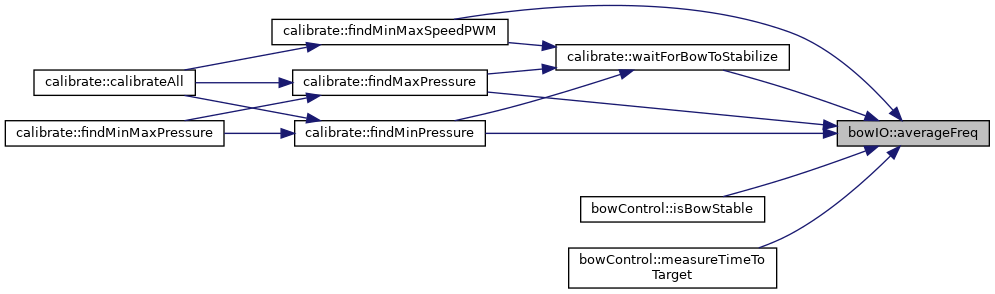 calibrate::findMinMaxSpeedPWM
calibrate::waitForBowToStabilize
calibrate::calibrateAll
calibrate::findMaxPressure
calibrate::findMinMaxPressure
calibrate::findMinPressure
bowIO::averageFreq
bowControl::isBowStable
bowControl::measureTimeTo
Target